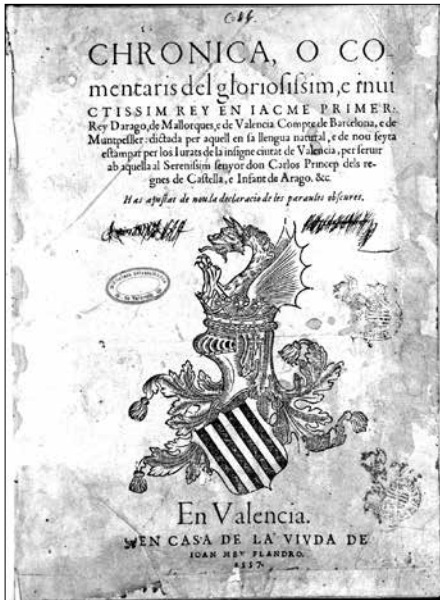 CHRONICA, O CO
mentaris del gloriosissim, e inui
CTISSIM REY EN IACME PRIMER:
Rey Darago, de Mallorques, e de Valencia Compte de Barcelona, e de
Muntpesller: dictada per aquell en sa llengua natural, e de nou feyta
estampar per los Iurats de la insigne ciutat de Valencia, per seruir
ab aquella al Serenissim senyor don Carlos Princep dels re-
gnes de Castella, e Infant de Arago. &c.
Has ajustat de nou la declaracio de les paraules obscures.
En Valencia.
EN CASA DE LA VIVDA DE
IOAN MEY FLANDRO.
1557.